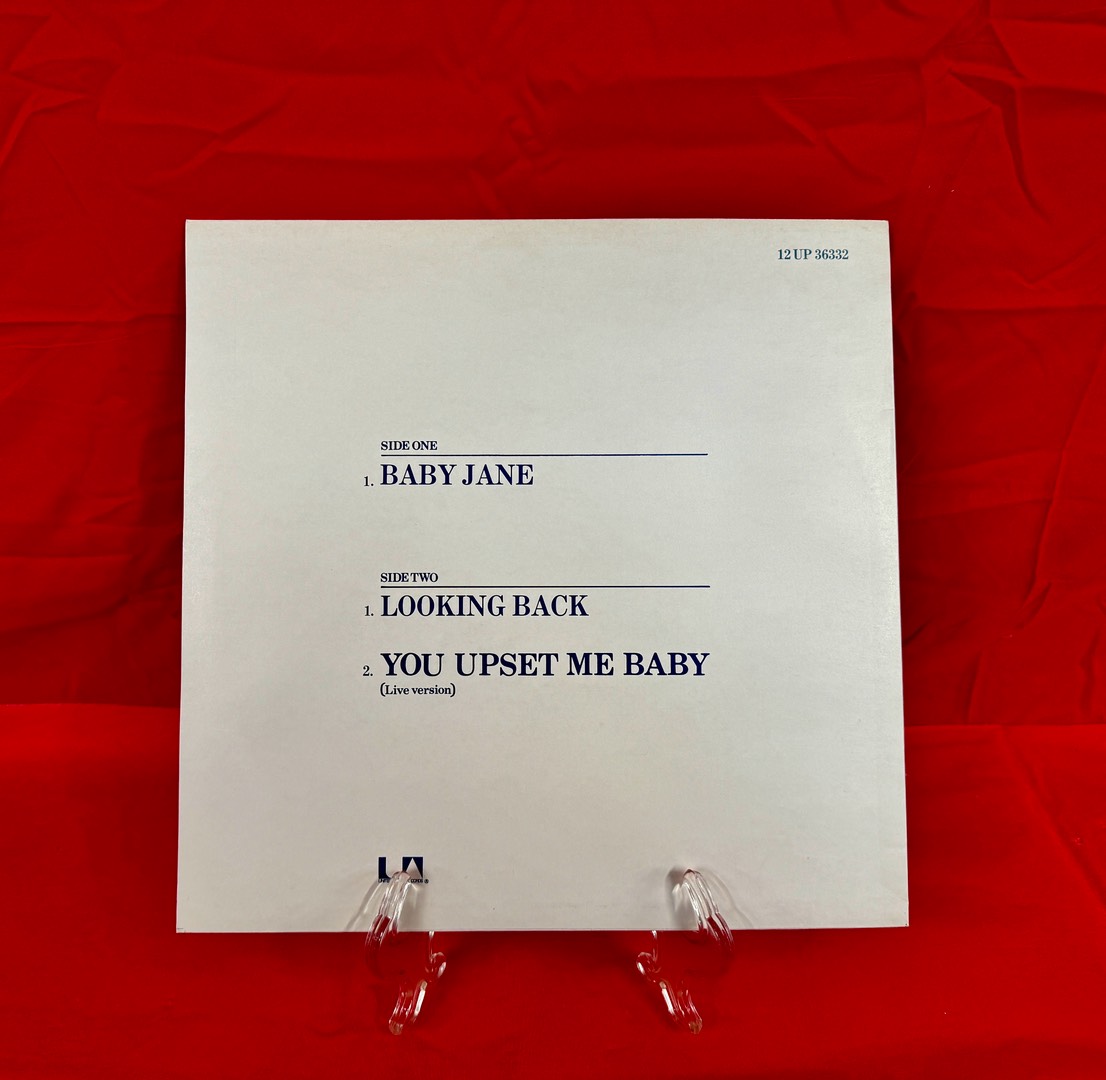 12 UP 36332
SIDE ONE
1. BABY JANE
SIDE TWO
1. LOOKING BACK
2. YOU UPSET ME BABY
(Live version)
UA